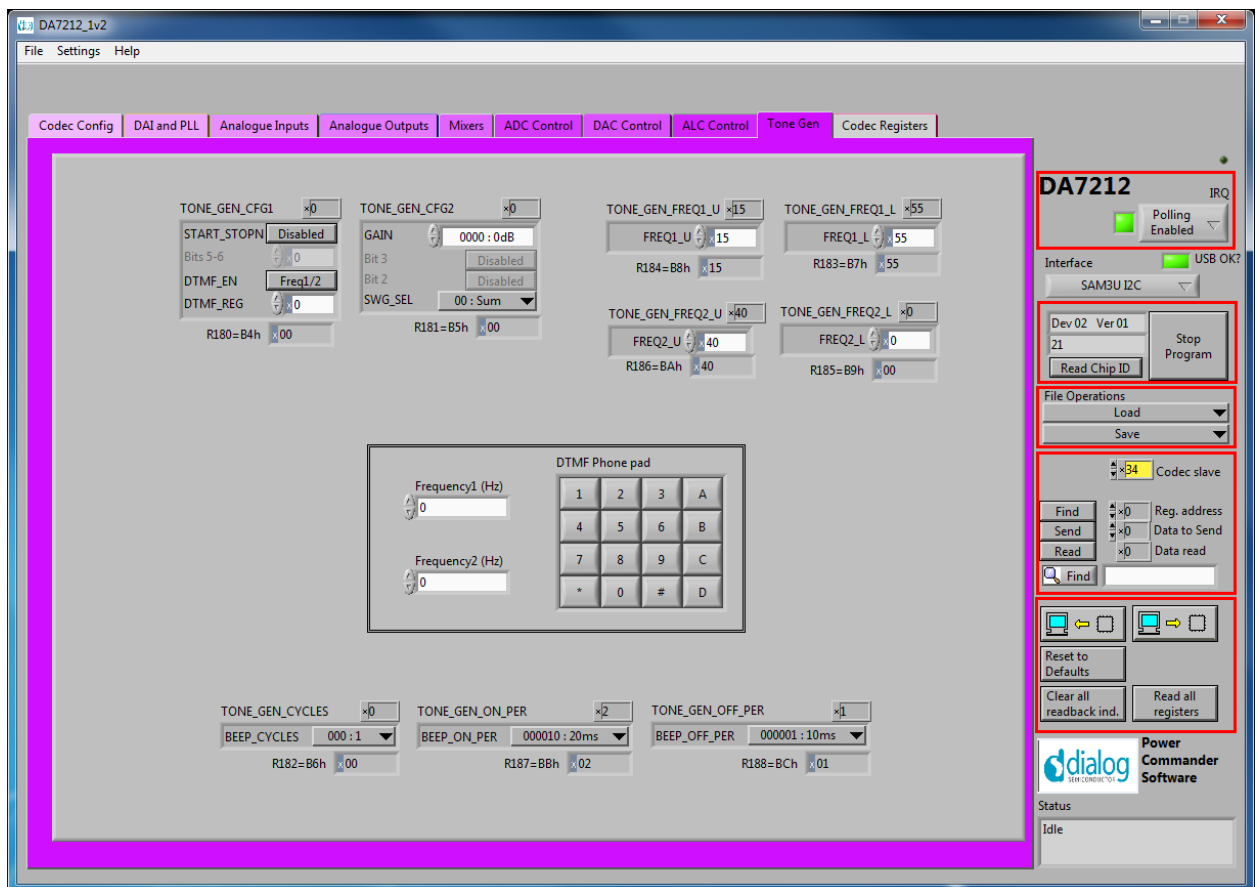 DA7212_1v2
File Settings Help
Codec Config DAI and PLL Analogue Inputs Analogue Outputs Mixers ADC Control DAC Control ALC Control Tone Gen Codec Registers
TONE_GEN_CFG1 x0
START_STOPN Disabled
Bits 5-6 x0
DTMF_EN Freq1/2
DTMF_REG x0
R180=B4h x00
TONE_GEN_CFG2 x0
GAIN 0000 : 0dB
Bit 3 Disabled
Bit 2 Disabled
SWG_SEL 00 : Sum
R181=B5h x00
TONE_GEN_FREQ1_U x15
FREQ1_U x15
R184=B8h x15
TONE_GEN_FREQ1_L x55
FREQ1_L x55
R183=B7h x55
TONE_GEN_FREQ2_U x40
FREQ2_U x40
R186=BAh x40
TONE_GEN_FREQ2_L x0
FREQ2_L x0
R185=B9h x00
Frequency1 (Hz)
0
Frequency2 (Hz)
0
DTMF Phone pad
1 2 3 A
4 5 6 B
7 8 9 C
* 0 # D
TONE_GEN_CYCLES x0
BEEP_CYCLES 000 : 1
R182=B6h x00
TONE_GEN_ON_PER x2
BEEP_ON_PER 000010 : 20ms
R187=BBh x02
TONE_GEN_OFF_PER x1
BEEP_OFF_PER 000001 : 10ms
R188=BCh x01
DA7212
IRQ
Polling
Enabled
Interface
USB OK?
SAM3U I2C
Dev 02 Ver 01
21
Read Chip ID
Stop
Program
File Operations
Load
Save
x34 Codec slave
Find x0 Reg. address
Send x0 Data to Send
Read x0 Data read
Find
Reset to
Defaults
Clear all
readback ind.
Read all
registers
dialog
SEMICONDUCTOR
Power
Commander
Software
Status
Idle